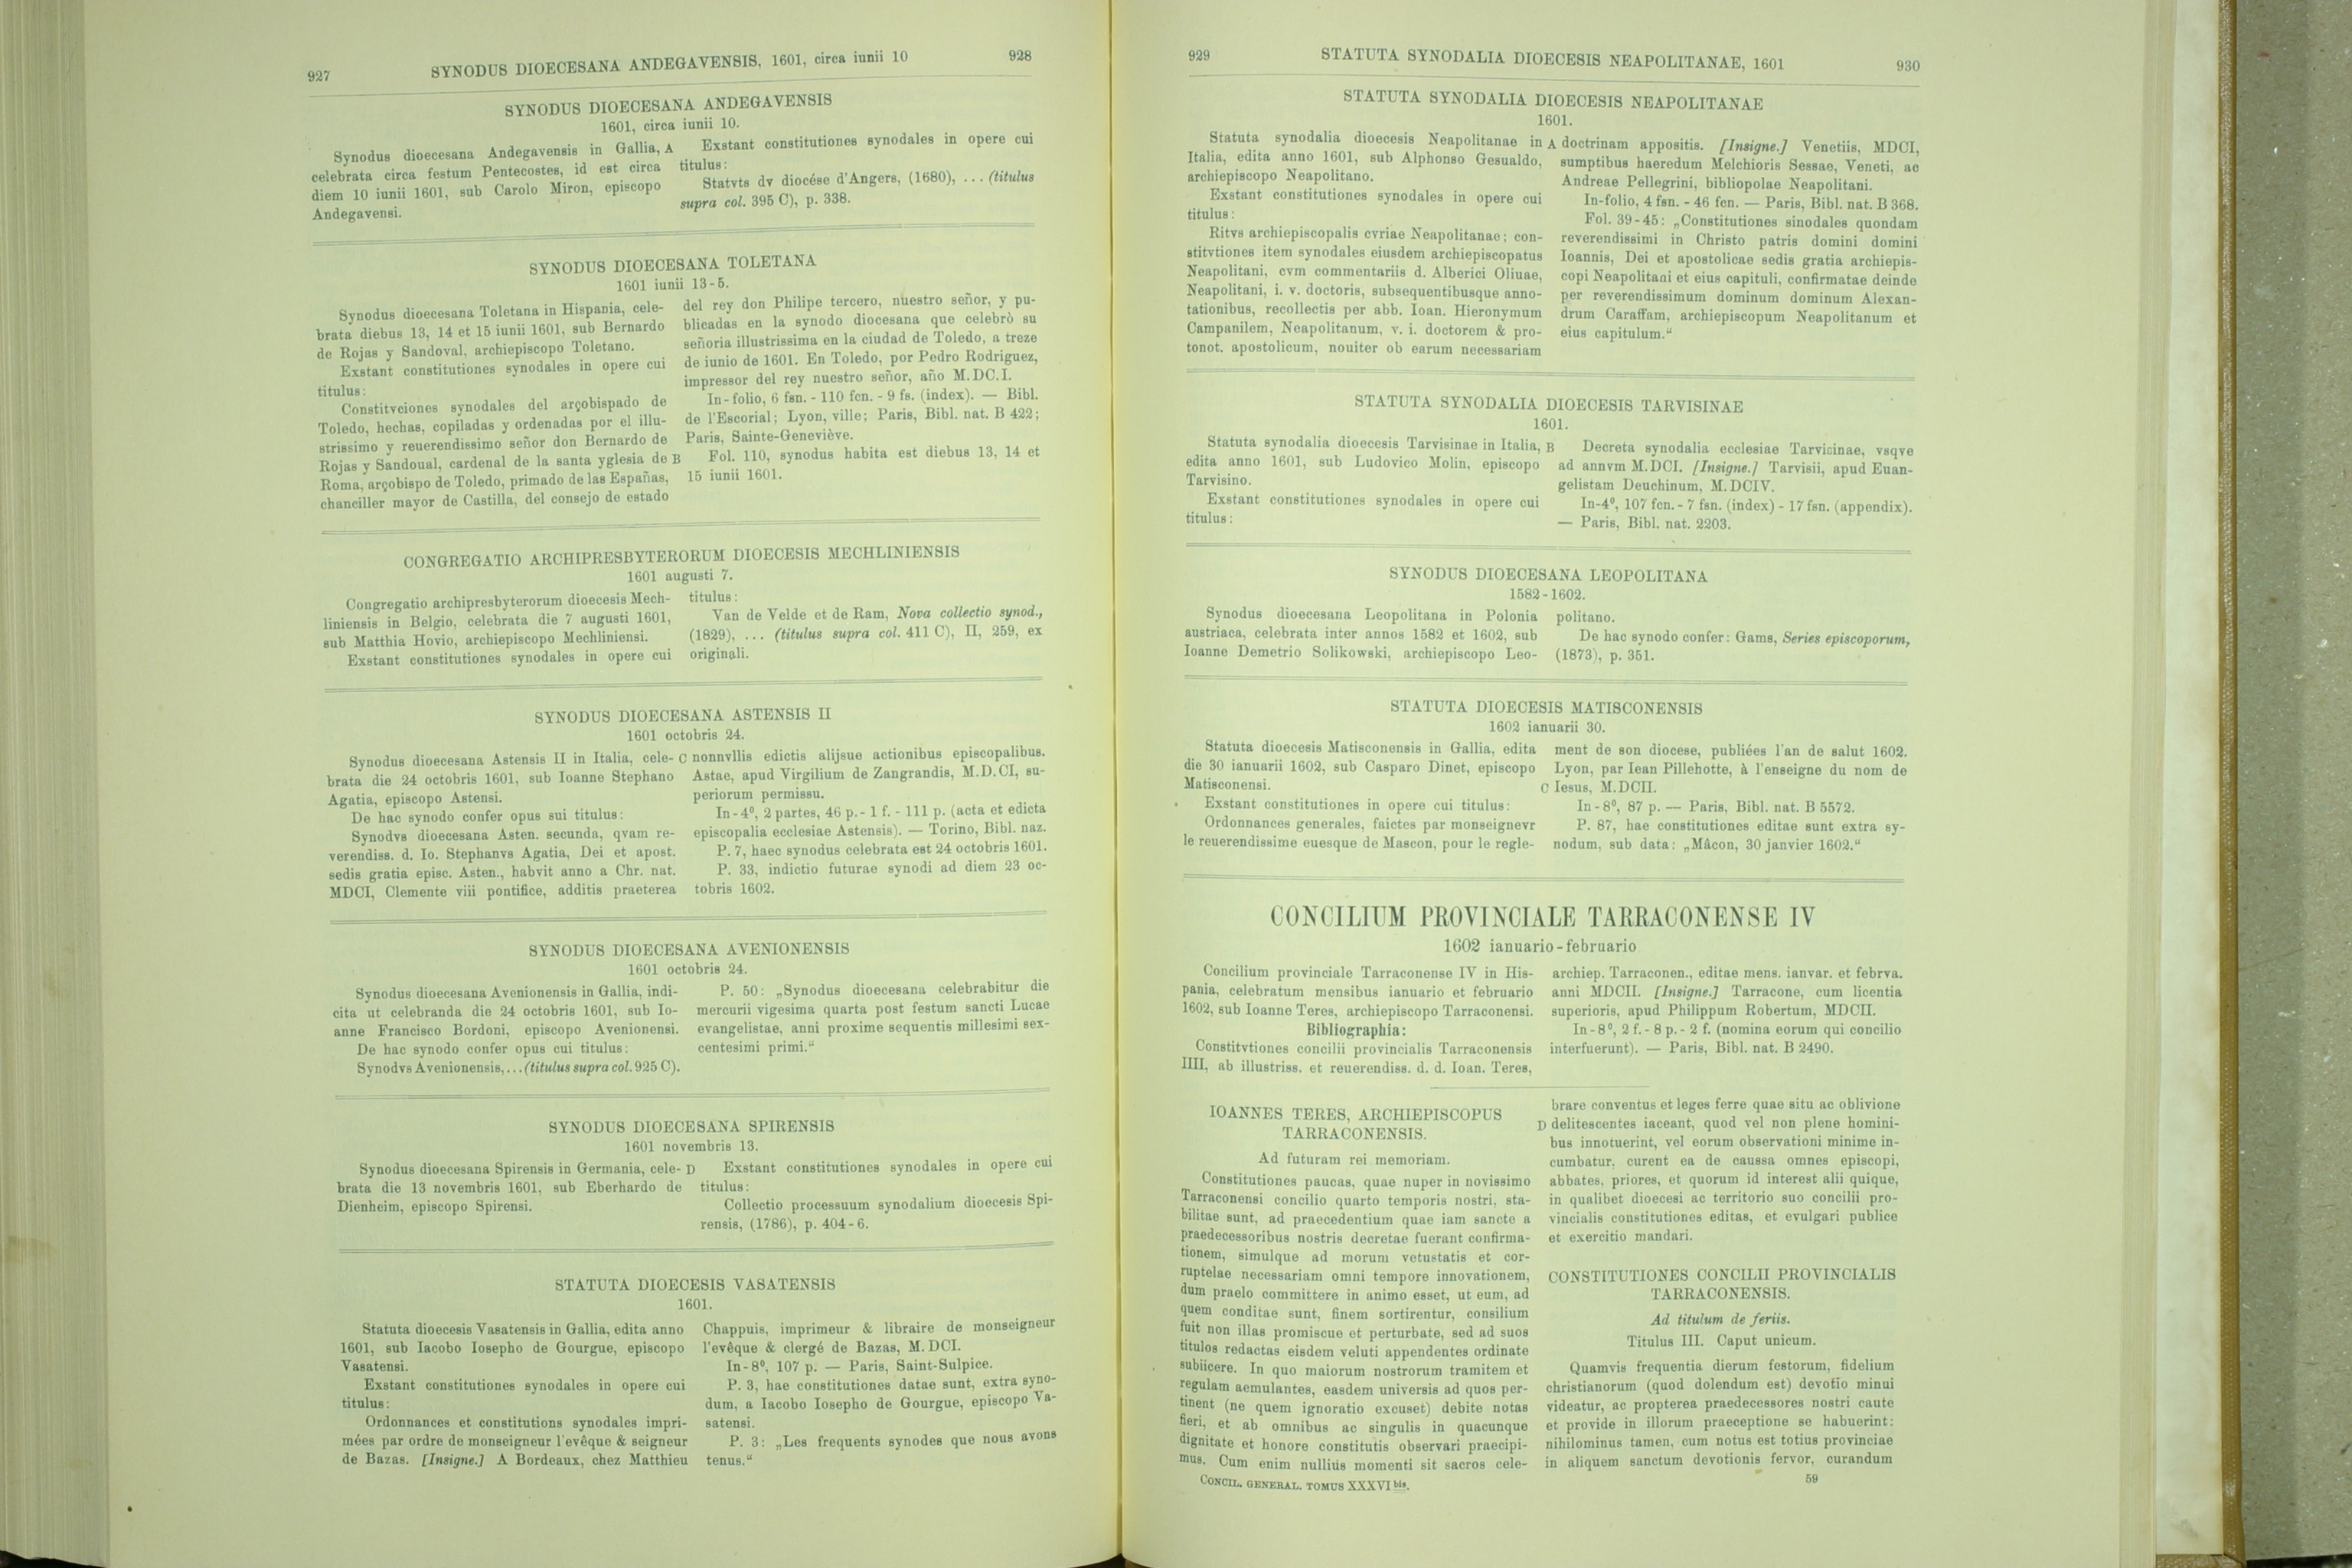 927
SYNODUS DIOECESANA ANDEGAVENSIS, 1601, circa iunii 10
928
SYNODUS DIOECESANA ANDEGAVENSIS
1601, circa iunii 10.
Synodus dioecesana Andegavensis in Gallia, A
celebrata circa festum Pentecostes, id est circa
diem 10 iunii 1601, sub Carolo Miron, episcopo
Andegavensi.
Exstant constitutiones synodales in opere cui
titulus:
Statvts dv diocése d'Angers, (1680), ... (titulus
supra col. 395 C), p. 338.
SYNODUS DIOECESANA TOLETANA
1601 iunii 13-5.
Synodus dioecesana Toletana in Hispania, cele-
brata diebus 13, 14 et 15 iunii 1601, sub Bernardo
de Rojas y Sandoval, archiepiscopo Toletano.
Exstant constitutiones synodales in opere cui
titulus:
Constitvciones synodales del arçobispado de
Toledo, hechas, copiladas y ordenadas por el illu-
strissimo y reuerendissimo señor don Bernardo de
Rojas y Sandoual, cardenal de la santa yglesia de B
Roma, arçobispo de Toledo, primado de las Españas,
chanciller mayor de Castilla, del consejo de estado
del rey don Philipe tercero, nuestro señor, y pu-
blicadas en la synodo diocesana que celebrò su
señoria illustrissima en la ciudad de Toledo, a treze
de iunio de 1601. En Toledo, por Pedro Rodriguez,
impressor del rey nuestro señor, año M.DC.I.
In-folio, 6 fsn. - 110 fcn. - 9 fs. (index). — Bibl.
de l'Escorial; Lyon, ville; Paris, Bibl. nat. B 422;
Paris, Sainte-Geneviève.
Fol. 110, synodus habita est diebus 13, 14 et
15 iunii 1601.
CONGREGATIO ARCHIPRESBYTERORUM DIOECESIS MECHLINIENSIS
1601 augusti 7.
Congregatio archipresbyterorum dioecesis Mech-
liniensis in Belgio, celebrata die 7 augusti 1601,
sub Matthia Hovio, archiepiscopo Mechliniensi.
Exstant constitutiones synodales in opere cui
titulus:
Van de Velde et de Ram, Nova collectio synod.,
(1829), ... (titulus supra col. 411 C), II, 259, ex
originali.
SYNODUS DIOECESANA ASTENSIS II
1601 octobris 24.
Synodus dioecesana Astensis II in Italia, cele- C
brata die 24 octobris 1601, sub Ioanne Stephano
Agatia, episcopo Astensi.
De hac synodo confer opus sui titulus:
Synodvs dioecesana Asten. secunda, qvam re-
verendiss. d. Io. Stephanvs Agatia, Dei et apost.
sedis gratia episc. Asten., habvit anno a Chr. nat.
MDCI, Clemente viii pontifice, additis praeterea
nonnvllis edictis alijsue actionibus episcopalibus.
Astae, apud Virgilium de Zangrandis, M.D.CI, su-
periorum permissu.
In-4⁰, 2 partes, 46 p. - 1 f. - 111 p. (acta et edicta
episcopalia ecclesiae Astensis). — Torino, Bibl. naz.
P. 7, haec synodus celebrata est 24 octobris 1601.
P. 33, indictio futurae synodi ad diem 23 oc-
tobris 1602.
SYNODUS DIOECESANA AVENIONENSIS
1601 octobris 24.
Synodus dioecesana Avenionensis in Gallia, indi-
cita ut celebranda die 24 octobris 1601, sub Io-
anne Francisco Bordoni, episcopo Avenionensi.
De hac synodo confer opus cui titulus:
Synodvs Avenionensis, ... (titulus supra col. 925 C).
P. 50: „Synodus dioecesana celebrabitur die
mercurii vigesima quarta post festum sancti Lucae
evangelistae, anni proxime sequentis millesimi sex-
centesimi primi.“
SYNODUS DIOECESANA SPIRENSIS
1601 novembris 13.
Synodus dioecesana Spirensis in Germania, cele- D
brata die 13 novembris 1601, sub Eberhardo de
Dienheim, episcopo Spirensi.
Exstant constitutiones synodales in opere cui
titulus:
Collectio processuum synodalium dioecesis Spi-
rensis, (1786), p. 404-6.
STATUTA DIOECESIS VASATENSIS
1601.
Statuta dioecesis Vasatensis in Gallia, edita anno
1601, sub Iacobo Iosepho de Gourgue, episcopo
Vasatensi.
Exstant constitutiones synodales in opere cui
titulus:
Ordonnances et constitutions synodales impri-
mées par ordre de monseigneur l'evêque & seigneur
de Bazas. [Insigne.] A Bordeaux, chez Matthieu
Chappuis, imprimeur & libraire de monseigneur
l'evêque & clergé de Bazas, M.DCI.
In-8⁰, 107 p. — Paris, Saint-Sulpice.
P. 3, hae constitutiones datae sunt, extra syno-
dum, a Iacobo Iosepho de Gourgue, episcopo Va-
satensi.
P. 3: „Les frequents synodes que nous avons
tenus.“
929
STATUTA SYNODALIA DIOECESIS NEAPOLITANAE, 1601
930
STATUTA SYNODALIA DIOECESIS NEAPOLITANAE
1601.
Statuta synodalia dioecesis Neapolitanae in A
Italia, edita anno 1601, sub Alphonso Gesualdo,
archiepiscopo Neapolitano.
Exstant constitutiones synodales in opere cui
titulus:
Ritvs archiepiscopalis cvriae Neapolitanae; con-
stitvtiones item synodales eiusdem archiepiscopatus
Neapolitani, cvm commentariis d. Alberici Oliuae,
Neapolitani, i. v. doctoris, subsequentibusque anno-
tationibus, recollectis per abb. Ioan. Hieronymum
Campanilem, Neapolitanum, v. i. doctorem & pro-
tonot. apostolicum, nouiter ob earum necessariam
doctrinam appositis. [Insigne.] Venetiis, MDCI,
sumptibus haeredum Melchioris Sessae, Veneti, ac
Andreae Pellegrini, bibliopolae Neapolitani.
In-folio, 4 fsn. - 46 fcn. — Paris, Bibl. nat. B 368.
Fol. 39-45: „Constitutiones sinodales quondam
reverendissimi in Christo patris domini domini
Ioannis, Dei et apostolicae sedis gratia archiepis-
copi Neapolitani et eius capituli, confirmatae deinde
per reverendissimum dominum dominum Alexan-
drum Caraffam, archiepiscopum Neapolitanum et
eius capitulum.“
STATUTA SYNODALIA DIOECESIS TARVISINAE
1601.
Statuta synodalia dioecesis Tarvisinae in Italia, B
edita anno 1601, sub Ludovico Molin, episcopo
Tarvisino.
Exstant constitutiones synodales in opere cui
titulus:
Decreta synodalia ecclesiae Tarvicinae, vsqve
ad annvm M.DCI. [Insigne.] Tarvisii, apud Euan-
gelistam Deuchinum, M.DCIV.
In-4⁰, 107 fcn. - 7 fsn. (index) - 17 fsn. (appendix).
— Paris, Bibl. nat. 2203.
SYNODUS DIOECESANA LEOPOLITANA
1582-1602.
Synodus dioecesana Leopolitana in Polonia
austriaca, celebrata inter annos 1582 et 1602, sub
Ioanne Demetrio Solikowski, archiepiscopo Leo-
politano.
De hac synodo confer: Gams, Series episcoporum,
(1873), p. 351.
STATUTA DIOECESIS MATISCONENSIS
1602 ianuarii 30.
Statuta dioecesis Matisconensis in Gallia, edita
die 30 ianuarii 1602, sub Casparo Dinet, episcopo
Matisconensi.
Exstant constitutiones in opere cui titulus:
Ordonnances generales, faictes par monseignevr
le reuerendissime euesque de Mascon, pour le regle-
ment de son diocese, publiées l'an de salut 1602.
Lyon, par Iean Pillehotte, à l'enseigne du nom de
C Iesus, M.DCII.
In-8⁰, 87 p. — Paris, Bibl. nat. B 5572.
P. 87, hae constitutiones editae sunt extra sy-
nodum, sub data: „Mâcon, 30 janvier 1602.“
CONCILIUM PROVINCIALE TARRACONENSE IV
1602 ianuario-februario
Concilium provinciale Tarraconense IV in His-
pania, celebratum mensibus ianuario et februario
1602, sub Ioanne Teres, archiepiscopo Tarraconensi.
Bibliographia:
Constitvtiones concilii provincialis Tarraconensis
IIII, ab illustriss. et reuerendiss. d. d. Ioan. Teres,
archiep. Tarraconen., editae mens. ianvar. et febrva.
anni MDCII. [Insigne.] Tarracone, cum licentia
superioris, apud Philippum Robertum, MDCII.
In-8⁰, 2 f. - 8 p. - 2 f. (nomina eorum qui concilio
interfuerunt). — Paris, Bibl. nat. B 2490.
IOANNES TERES, ARCHIEPISCOPUS
TARRACONENSIS.
Ad futuram rei memoriam.
Constitutiones paucas, quae nuper in novissimo
Tarraconensi concilio quarto temporis nostri, sta-
bilitae sunt, ad praecedentium quae iam sancte a
praedecessoribus nostris decretae fuerant confirma-
tionem, simulque ad morum vetustatis et cor-
ruptelae necessariam omni tempore innovationem,
dum praelo committere in animo esset, ut eum, ad
quem conditae sunt, finem sortirentur, consilium
fuit non illas promiscue et perturbate, sed ad suos
titulos redactas eisdem veluti appendentes ordinate
subiicere. In quo maiorum nostrorum tramitem et
regulam aemulantes, easdem universis ad quos per-
tinent (ne quem ignoratio excuset) debite notas
fieri, et ab omnibus ac singulis in quacunque
dignitate et honore constitutis observari praecipi-
mus. Cum enim nullius momenti sit sacros cele-
brare conventus et leges ferre quae situ ac oblivione
D delitescentes iaceant, quod vel non plene homini-
bus innotuerint, vel eorum observationi minime in-
cumbatur, curent ea de caussa omnes episcopi,
abbates, priores, et quorum id interest alii quique,
in qualibet dioecesi ac territorio suo concilii pro-
vincialis constitutiones editas, et evulgari publice
et exercitio mandari.
CONSTITUTIONES CONCILII PROVINCIALIS
TARRACONENSIS.
Ad titulum de feriis.
Titulus III. Caput unicum.
Quamvis frequentia dierum festorum, fidelium
christianorum (quod dolendum est) devotio minui
videatur, ac propterea praedecessores nostri caute
et provide in illorum praeceptione se habuerint:
nihilominus tamen, cum notus est totius provinciae
in aliquem sanctum devotionis fervor, curandum
CONCIL. GENERAL. TOMUS XXXVI bis.
59